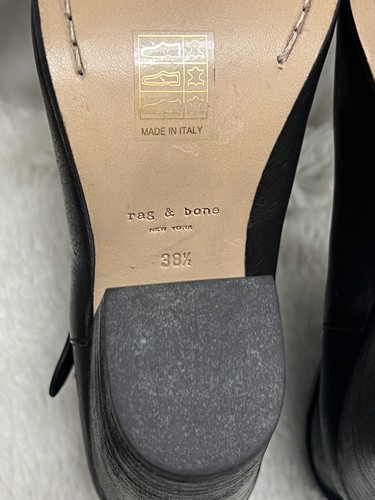 MADE IN ITALY
rag & bone
NEW YORK
38½